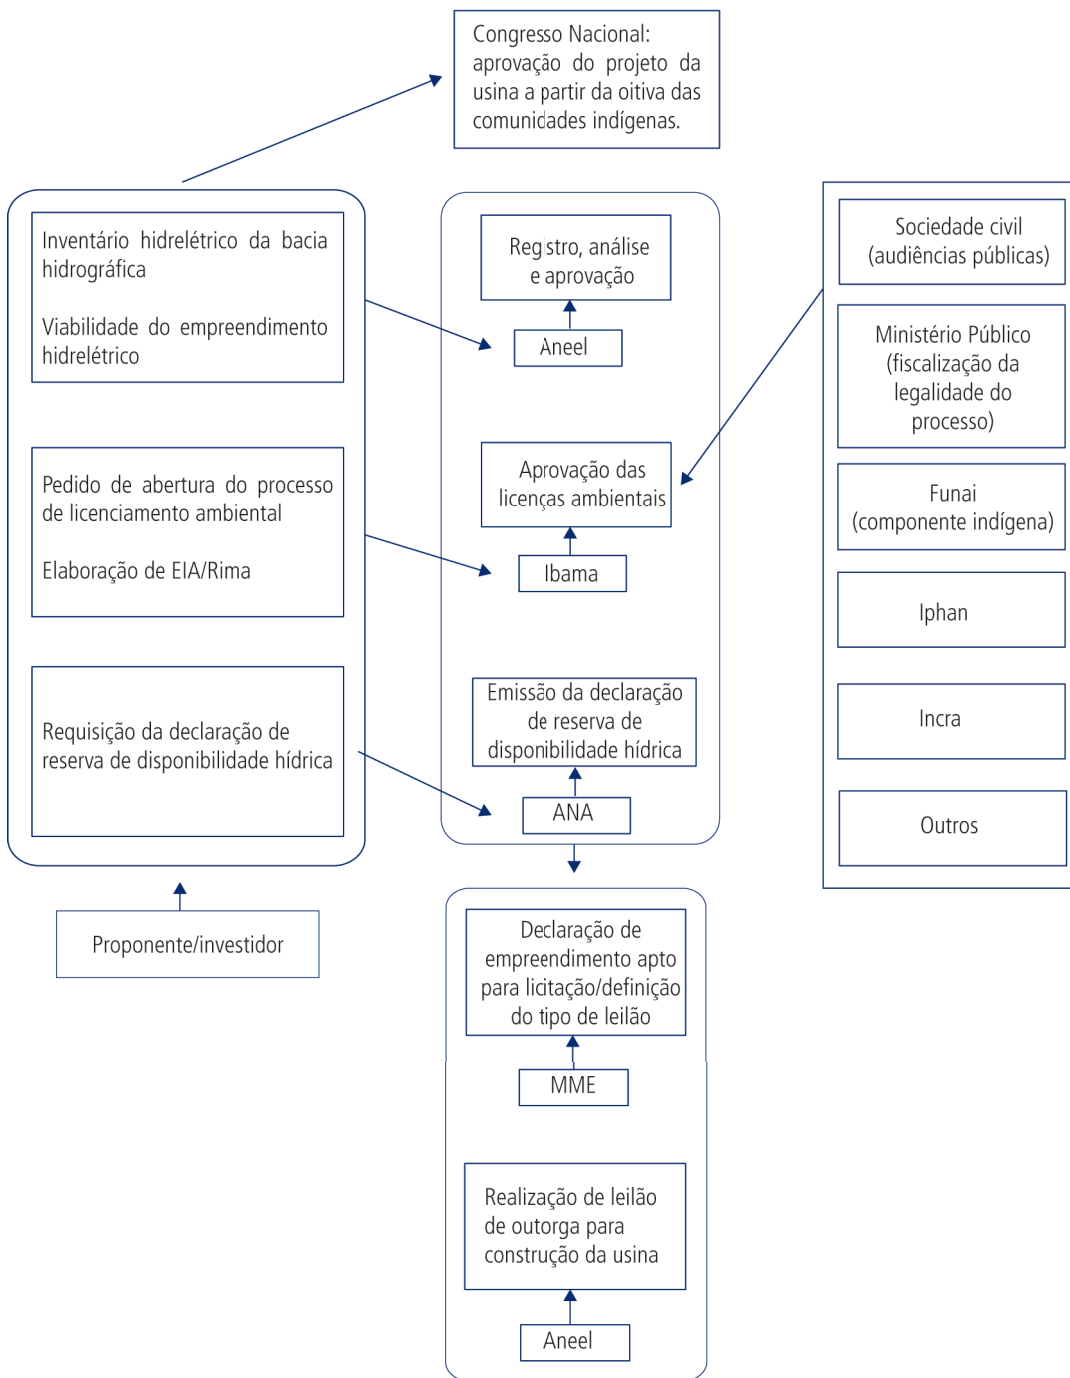 Congresso Nacional:
aprovação do projeto da
usina a partir da oitiva das
comunidades indígenas.
Inventário hidrelétrico da bacia
hidrográfica
Viabilidade do empreendimento
hidrelétrico
Pedido de abertura do processo
de licenciamento ambiental
Elaboração de EIA/Rima
Requisição da declaração de
reserva de disponibilidade hídrica
Proponente/investidor
Registro, análise
e aprovação
Aneel
Aprovação das
licenças ambientais
Ibama
Emissão da declaração
de reserva de
disponibilidade hídrica
ANA
Declaração de
empreendimento apto
para licitação/definição
do tipo de leilão
MME
Realização de leilão
de outorga para
construção da usina
Aneel
Sociedade civil
(audiências públicas)
Ministério Público
(fiscalização da
legalidade do
processo)
Funai
(componente indígena)
Iphan
Incra
Outros